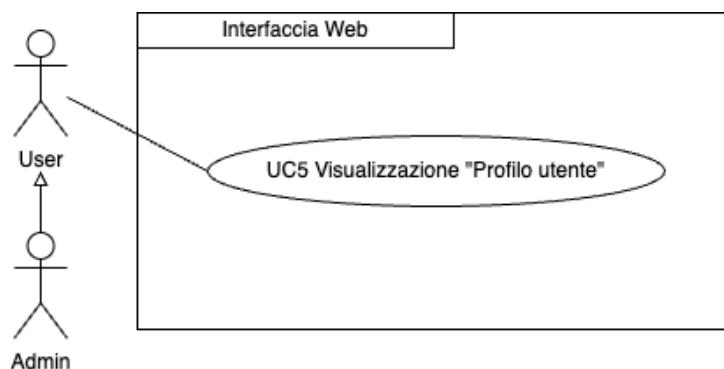 Interfaccia Web
User
UC5 Visualizzazione "Profilo utente"
Admin